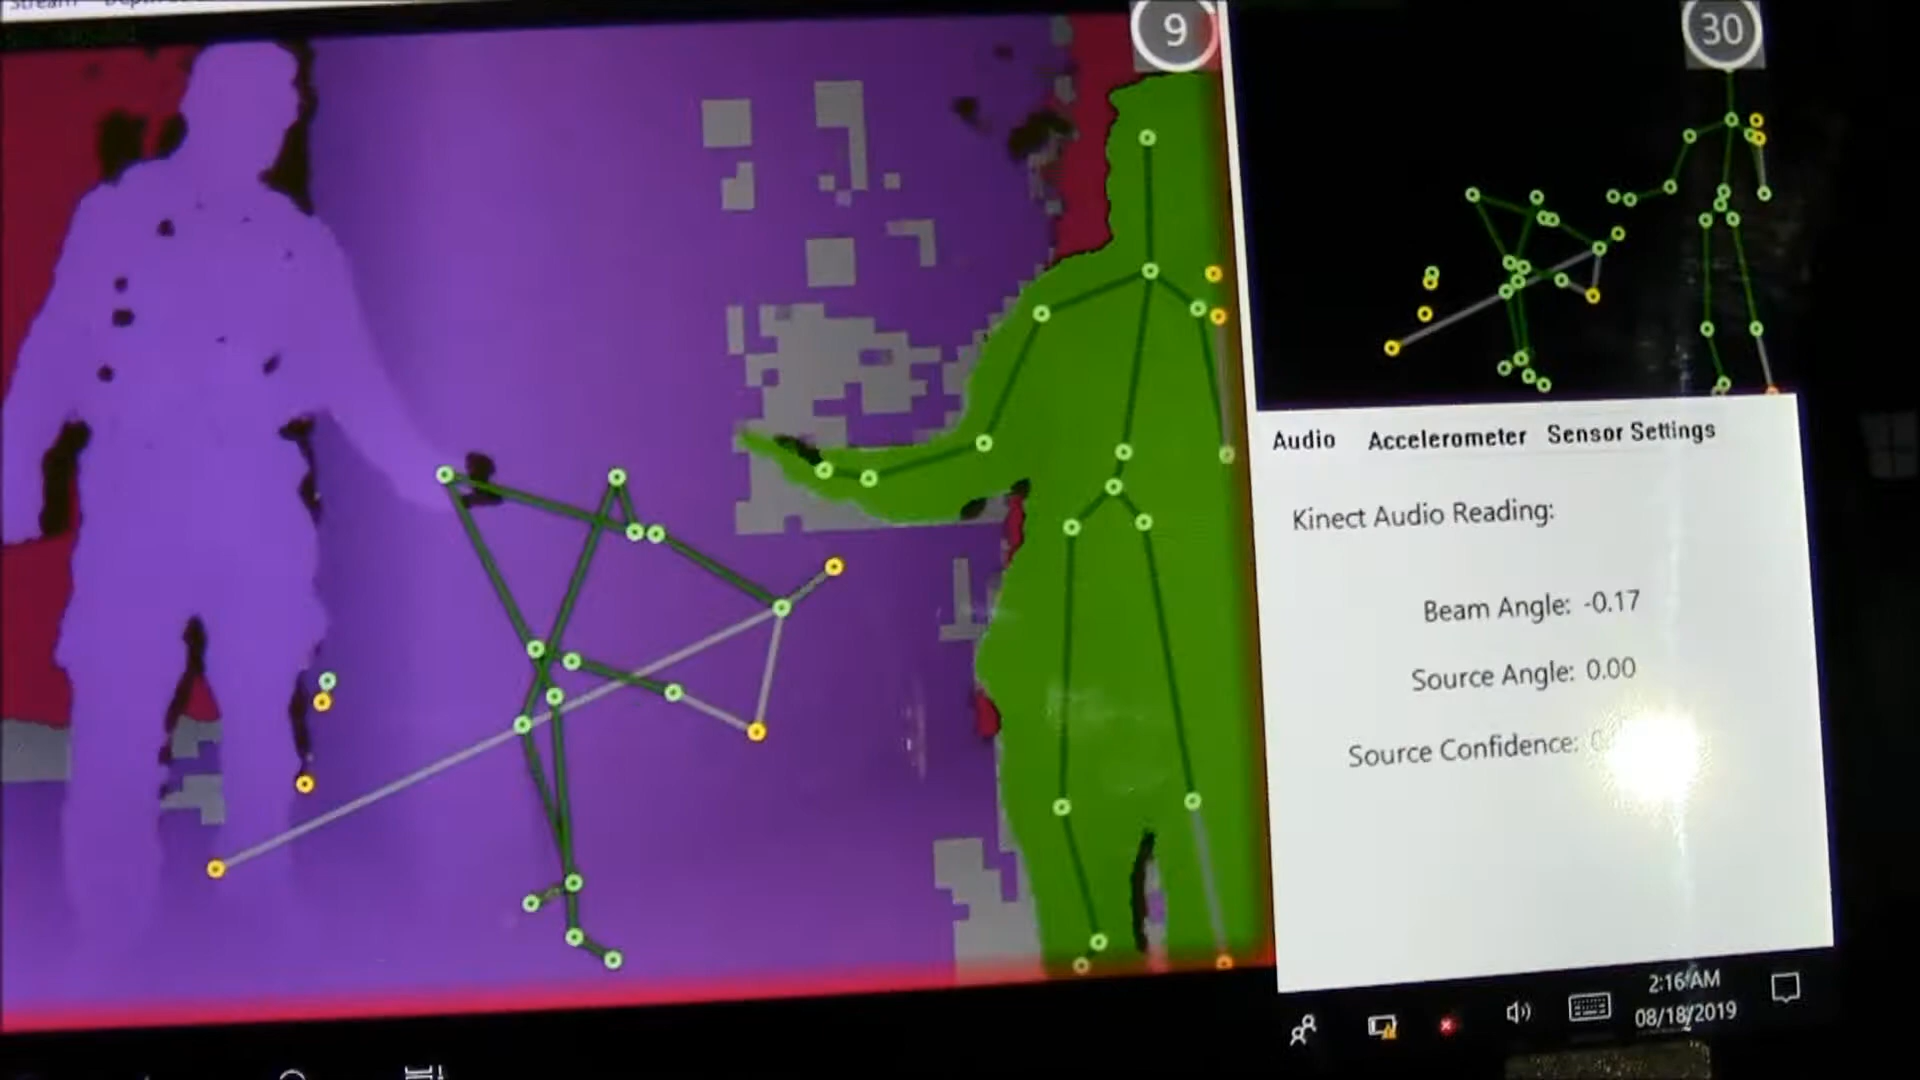 Stream
9
30
Audio Accelerometer Sensor Settings
Kinect Audio Reading:
Beam Angle: -0.17
Source Angle: 0.00
Source Confidence:
2:16 AM
08/18/2019